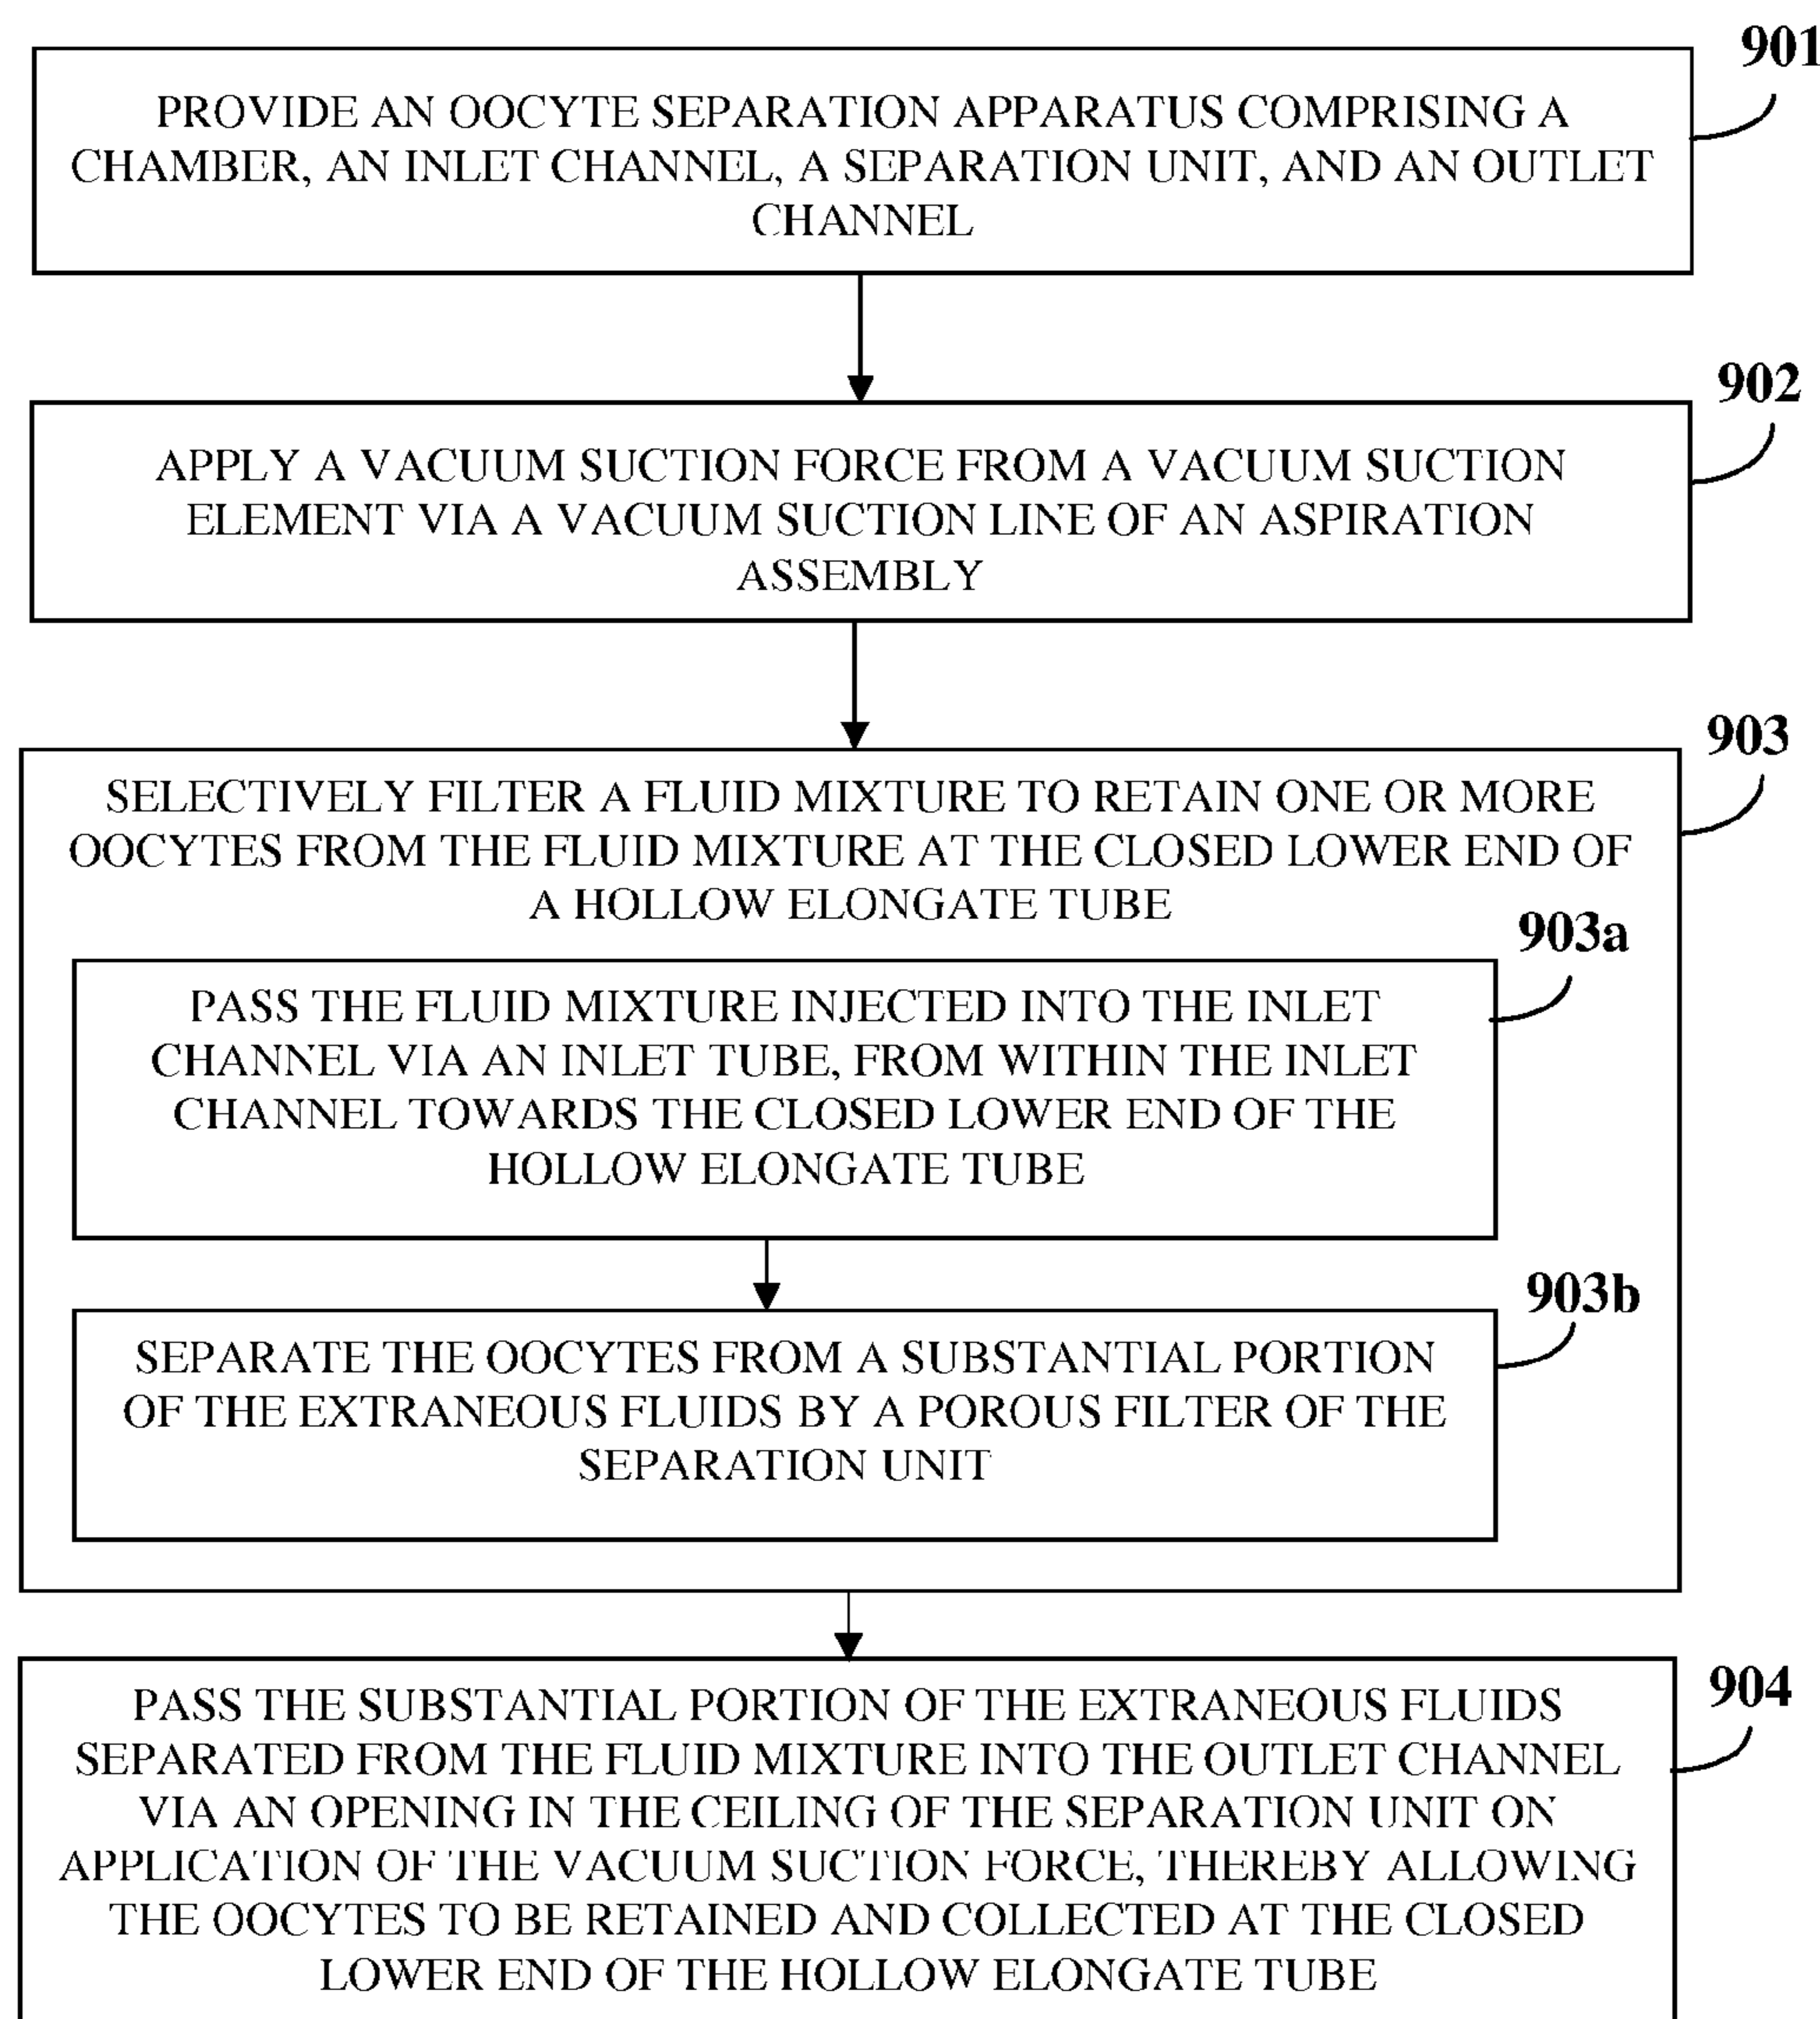 901
PROVIDE AN OOCYTE SEPARATION APPARATUS COMPRISING A
CHAMBER, AN INLET CHANNEL, A SEPARATION UNIT, AND AN OUTLET
CHANNEL
902
APPLY A VACUUM SUCTION FORCE FROM A VACUUM SUCTION
ELEMENT VIA A VACUUM SUCTION LINE OF AN ASPIRATION
ASSEMBLY
903
SELECTIVELY FILTER A FLUID MIXTURE TO RETAIN ONE OR MORE
OOCYTES FROM THE FLUID MIXTURE AT THE CLOSED LOWER END OF
A HOLLOW ELONGATE TUBE
903a
PASS THE FLUID MIXTURE INJECTED INTO THE INLET
CHANNEL VIA AN INLET TUBE, FROM WITHIN THE INLET
CHANNEL TOWARDS THE CLOSED LOWER END OF THE
HOLLOW ELONGATE TUBE
903b
SEPARATE THE OOCYTES FROM A SUBSTANTIAL PORTION
OF THE EXTRANEOUS FLUIDS BY A POROUS FILTER OF THE
SEPARATION UNIT
904
PASS THE SUBSTANTIAL PORTION OF THE EXTRANEOUS FLUIDS
SEPARATED FROM THE FLUID MIXTURE INTO THE OUTLET CHANNEL
VIA AN OPENING IN THE CEILING OF THE SEPARATION UNIT ON
APPLICATION OF THE VACUUM SUCTION FORCE, THEREBY ALLOWING
THE OOCYTES TO BE RETAINED AND COLLECTED AT THE CLOSED
LOWER END OF THE HOLLOW ELONGATE TUBE